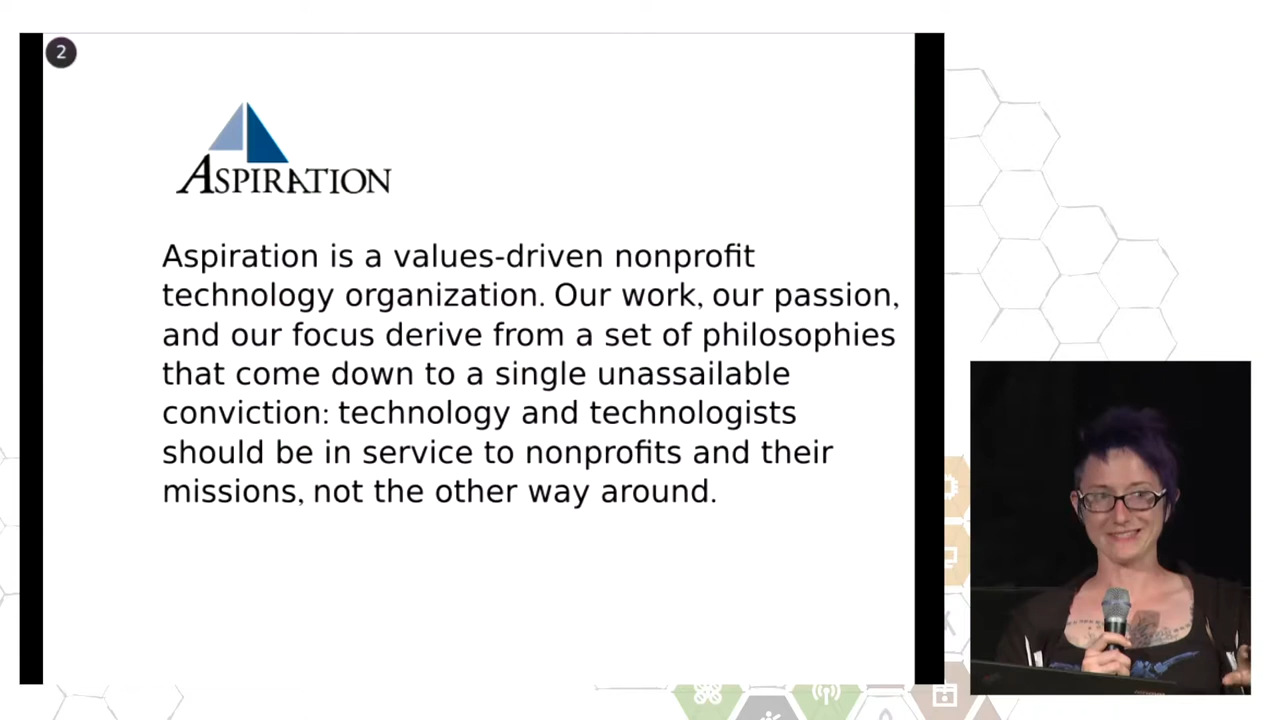 2
ASPIRATION
Aspiration is a values-driven nonprofit
technology organization. Our work, our passion,
and our focus derive from a set of philosophies
that come down to a single unassailable
conviction: technology and technologists
should be in service to nonprofits and their
missions, not the other way around.